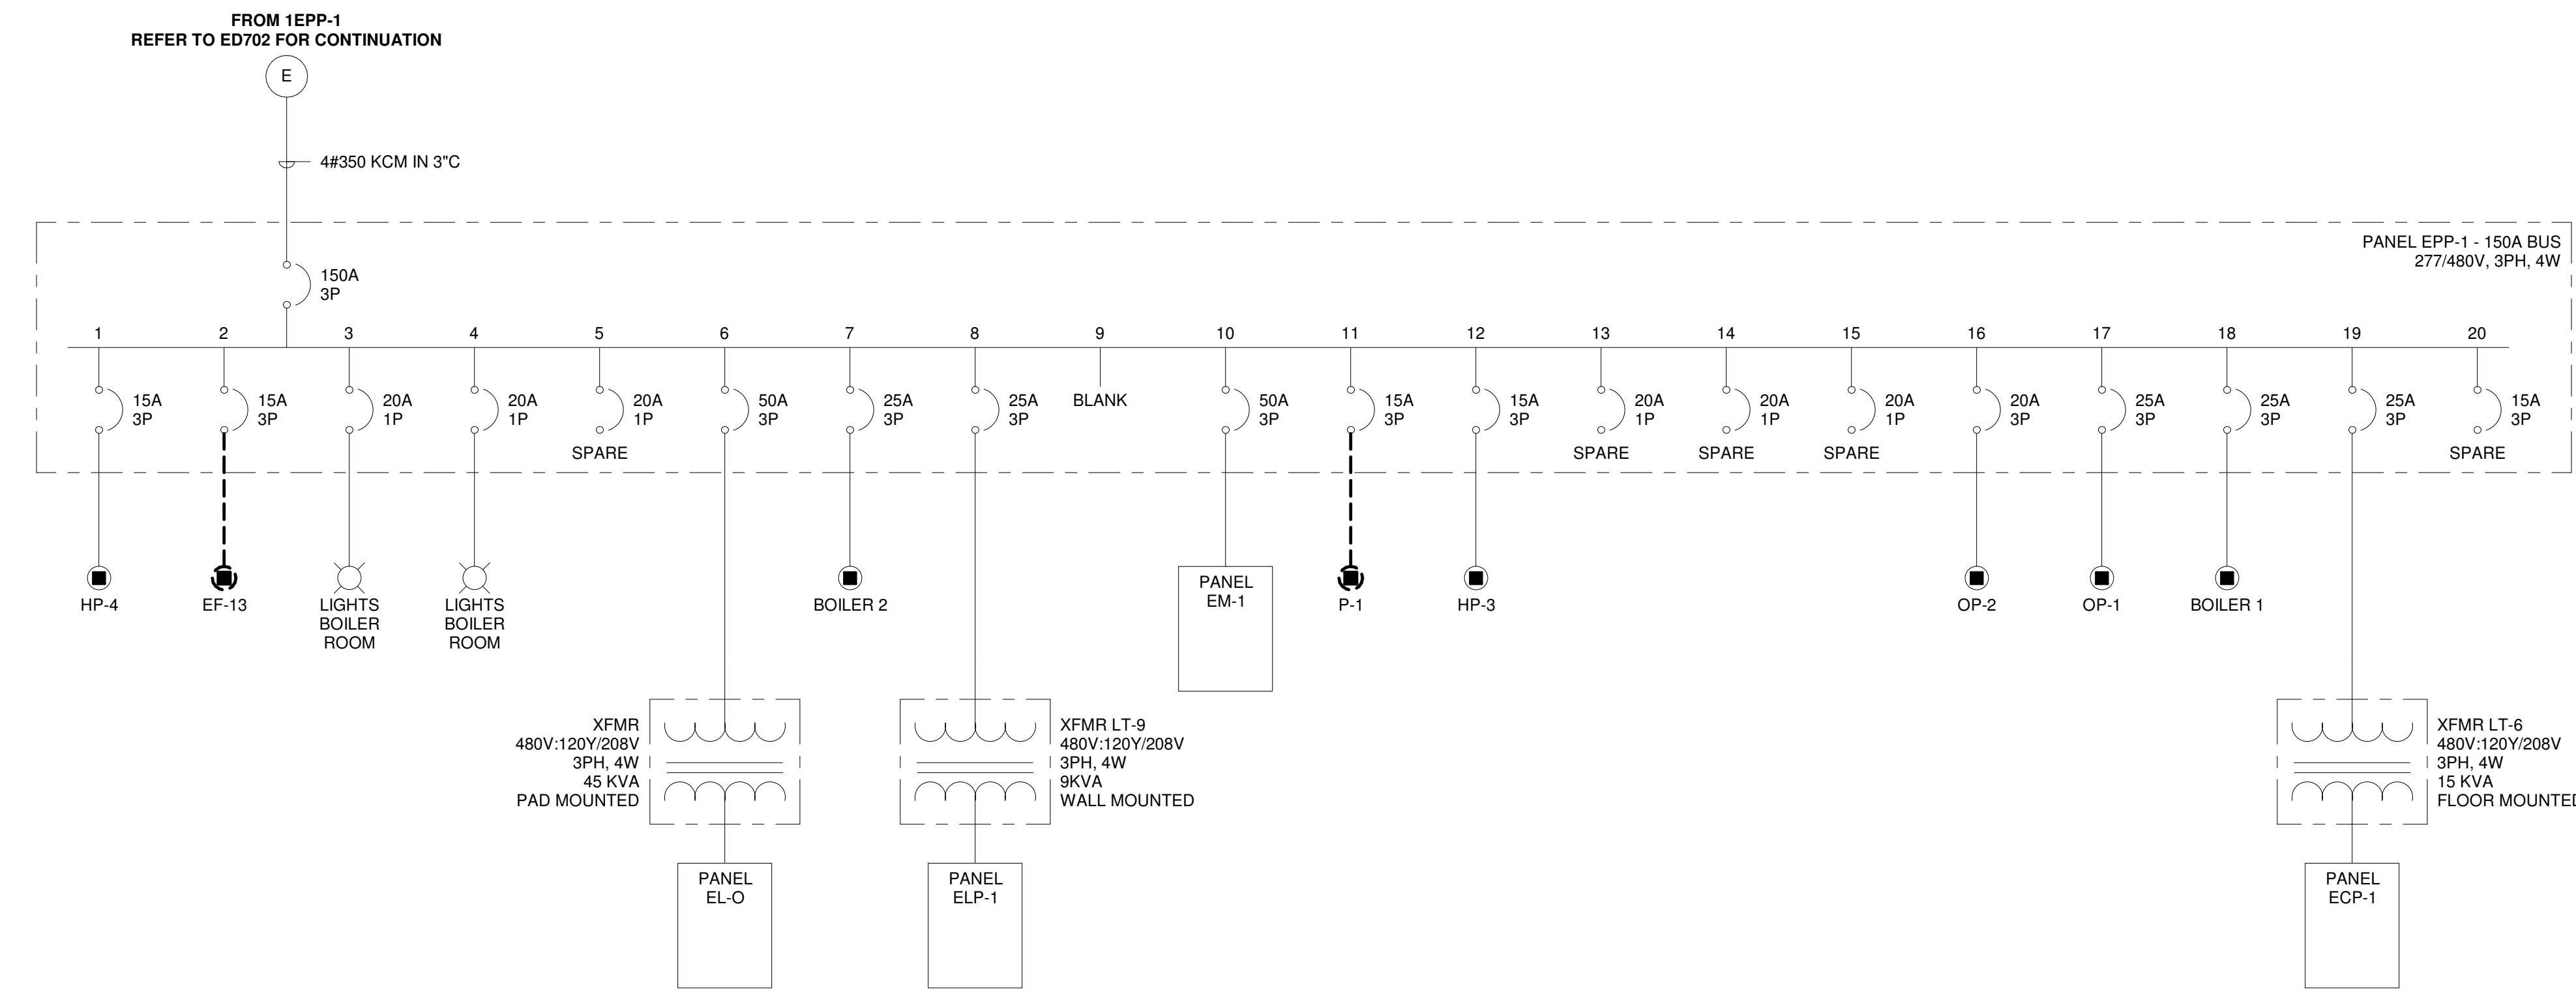 FROM 1EPP-1
REFER TO ED702 FOR CONTINUATION
E
4#350 KCM IN 3"C
PANEL EPP-1 - 150A BUS
277/480V, 3PH, 4W
150A
3P
1 2 3 4 5 6 7 8 9 10 11 12 13 14 15 16 17 18 19 20
15A 15A 20A 20A 20A 50A 25A 25A BLANK 50A 15A 15A 20A 20A 20A 20A 25A 25A 25A 15A
3P 3P 1P 1P 1P 3P 3P 3P 3P 3P 3P 1P 1P 1P 3P 3P 3P 3P 3P
SPARE SPARE SPARE SPARE SPARE
PANEL
EM-1
HP-4 EF-13 LIGHTS LIGHTS BOILER 2 P-1 HP-3 OP-2 OP-1 BOILER 1
BOILER BOILER
ROOM ROOM
XFMR
480V:120Y/208V
3PH, 4W
45 KVA
PAD MOUNTED
XFMR LT-9
480V:120Y/208V
3PH, 4W
9KVA
WALL MOUNTED
XFMR LT-6
480V:120Y/208V
3PH, 4W
15 KVA
FLOOR MOUNTED
PANEL
EL-O
PANEL
ELP-1
PANEL
ECP-1